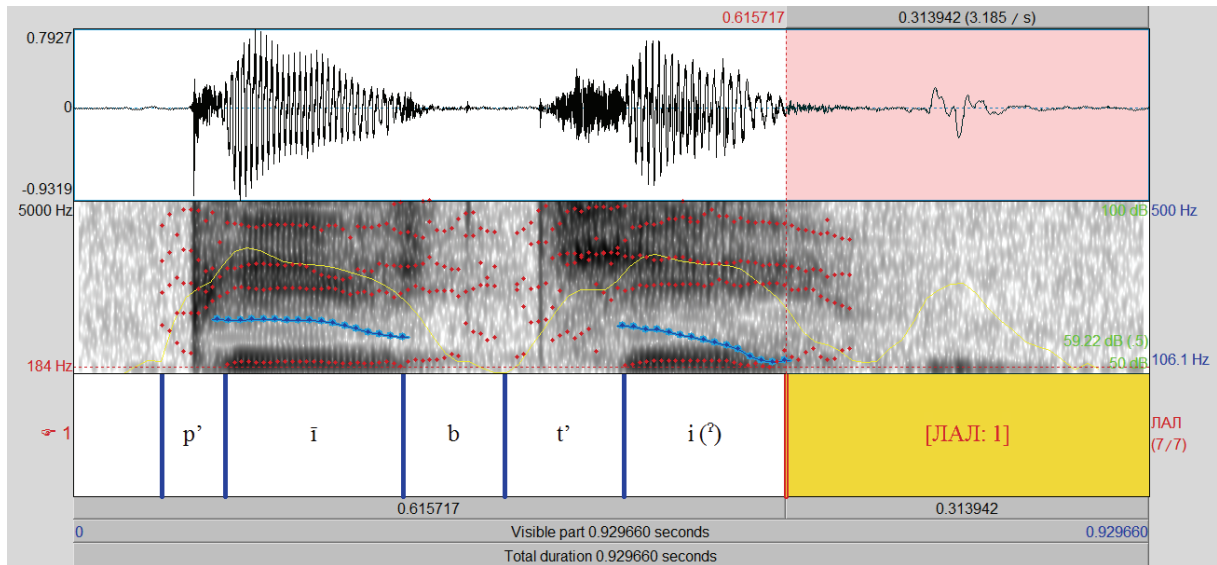 0.615717 0.313942 (3.185 / s)
0.7927
0
-0.9319
5000 Hz 100 dB 500 Hz
59.22 dB (.5)
184 Hz 50 dB 106.1 Hz
☞ 1 p’ ī b t’ i (ˀ) [ЛАЛ: 1] ЛАЛ
(7/7)
0.615717 0.313942
0 Visible part 0.929660 seconds 0.929660
Total duration 0.929660 seconds